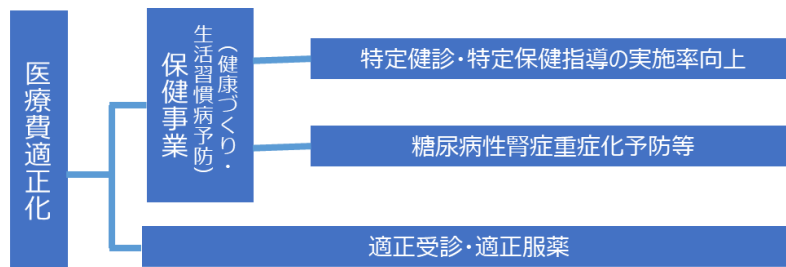 医療費適正化
保健事業
（健康づくり・
生活習慣病予防）
特定健診・特定保健指導の実施率向上
糖尿病性腎症重症化予防等
適正受診・適正服薬